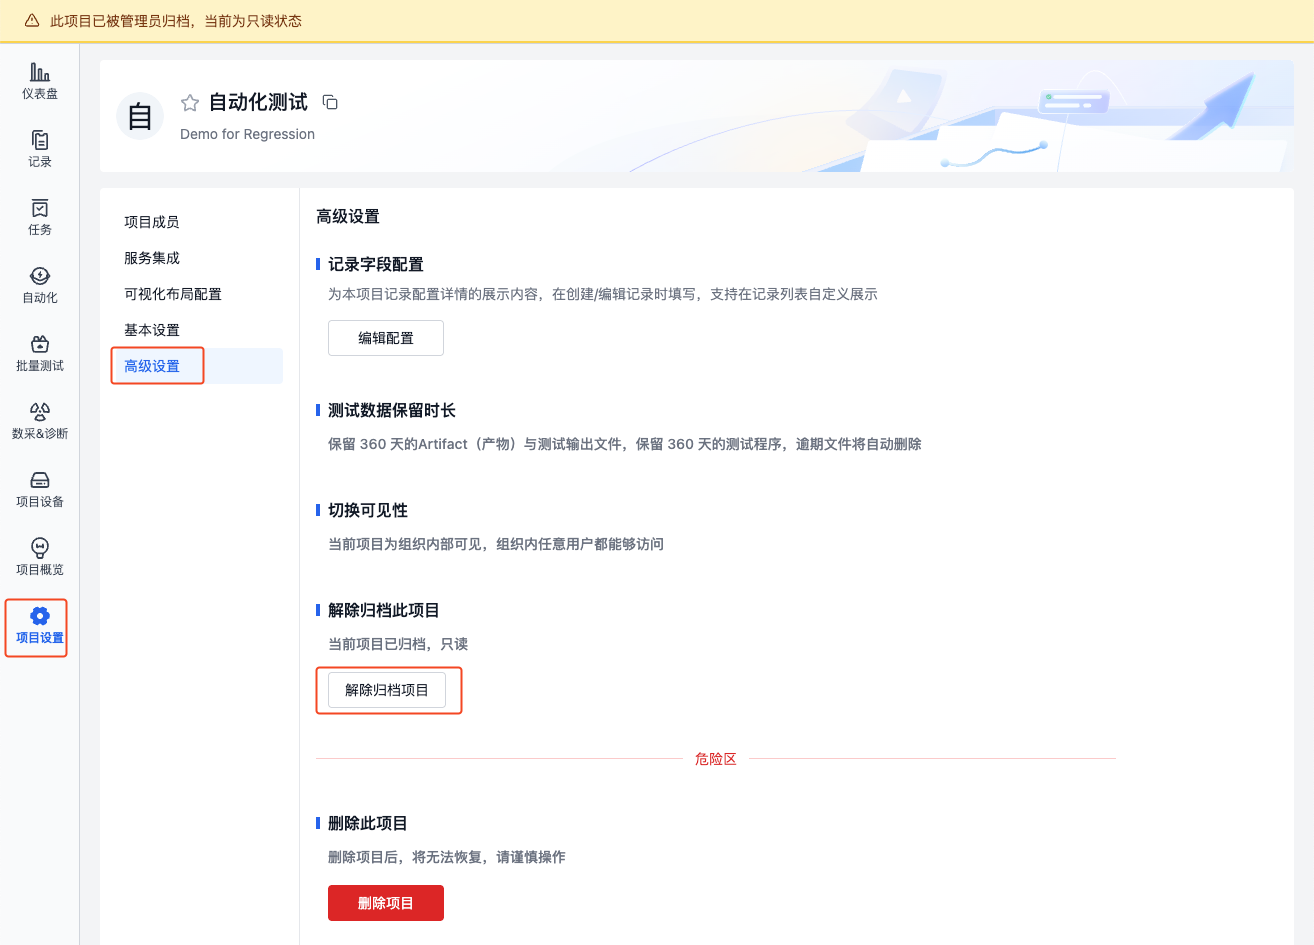 此项目已被管理员归档，当前为只读状态
仪表盘
记录
任务
自动化
批量测试
数采&诊断
项目设备
项目概览
项目设置
自
自动化测试
Demo for Regression
项目成员
服务集成
可视化布局配置
基本设置
高级设置
高级设置
记录字段配置
为本项目记录配置详情的展示内容，在创建/编辑记录时填写，支持在记录列表自定义展示
编辑配置
测试数据保留时长
保留 360 天的Artifact（产物）与测试输出文件，保留 360 天的测试程序，逾期文件将自动删除
切换可见性
当前项目为组织内部可见，组织内任意用户都能够访问
解除归档此项目
当前项目已归档，只读
解除归档项目
危险区
删除此项目
删除项目后，将无法恢复，请谨慎操作
删除项目